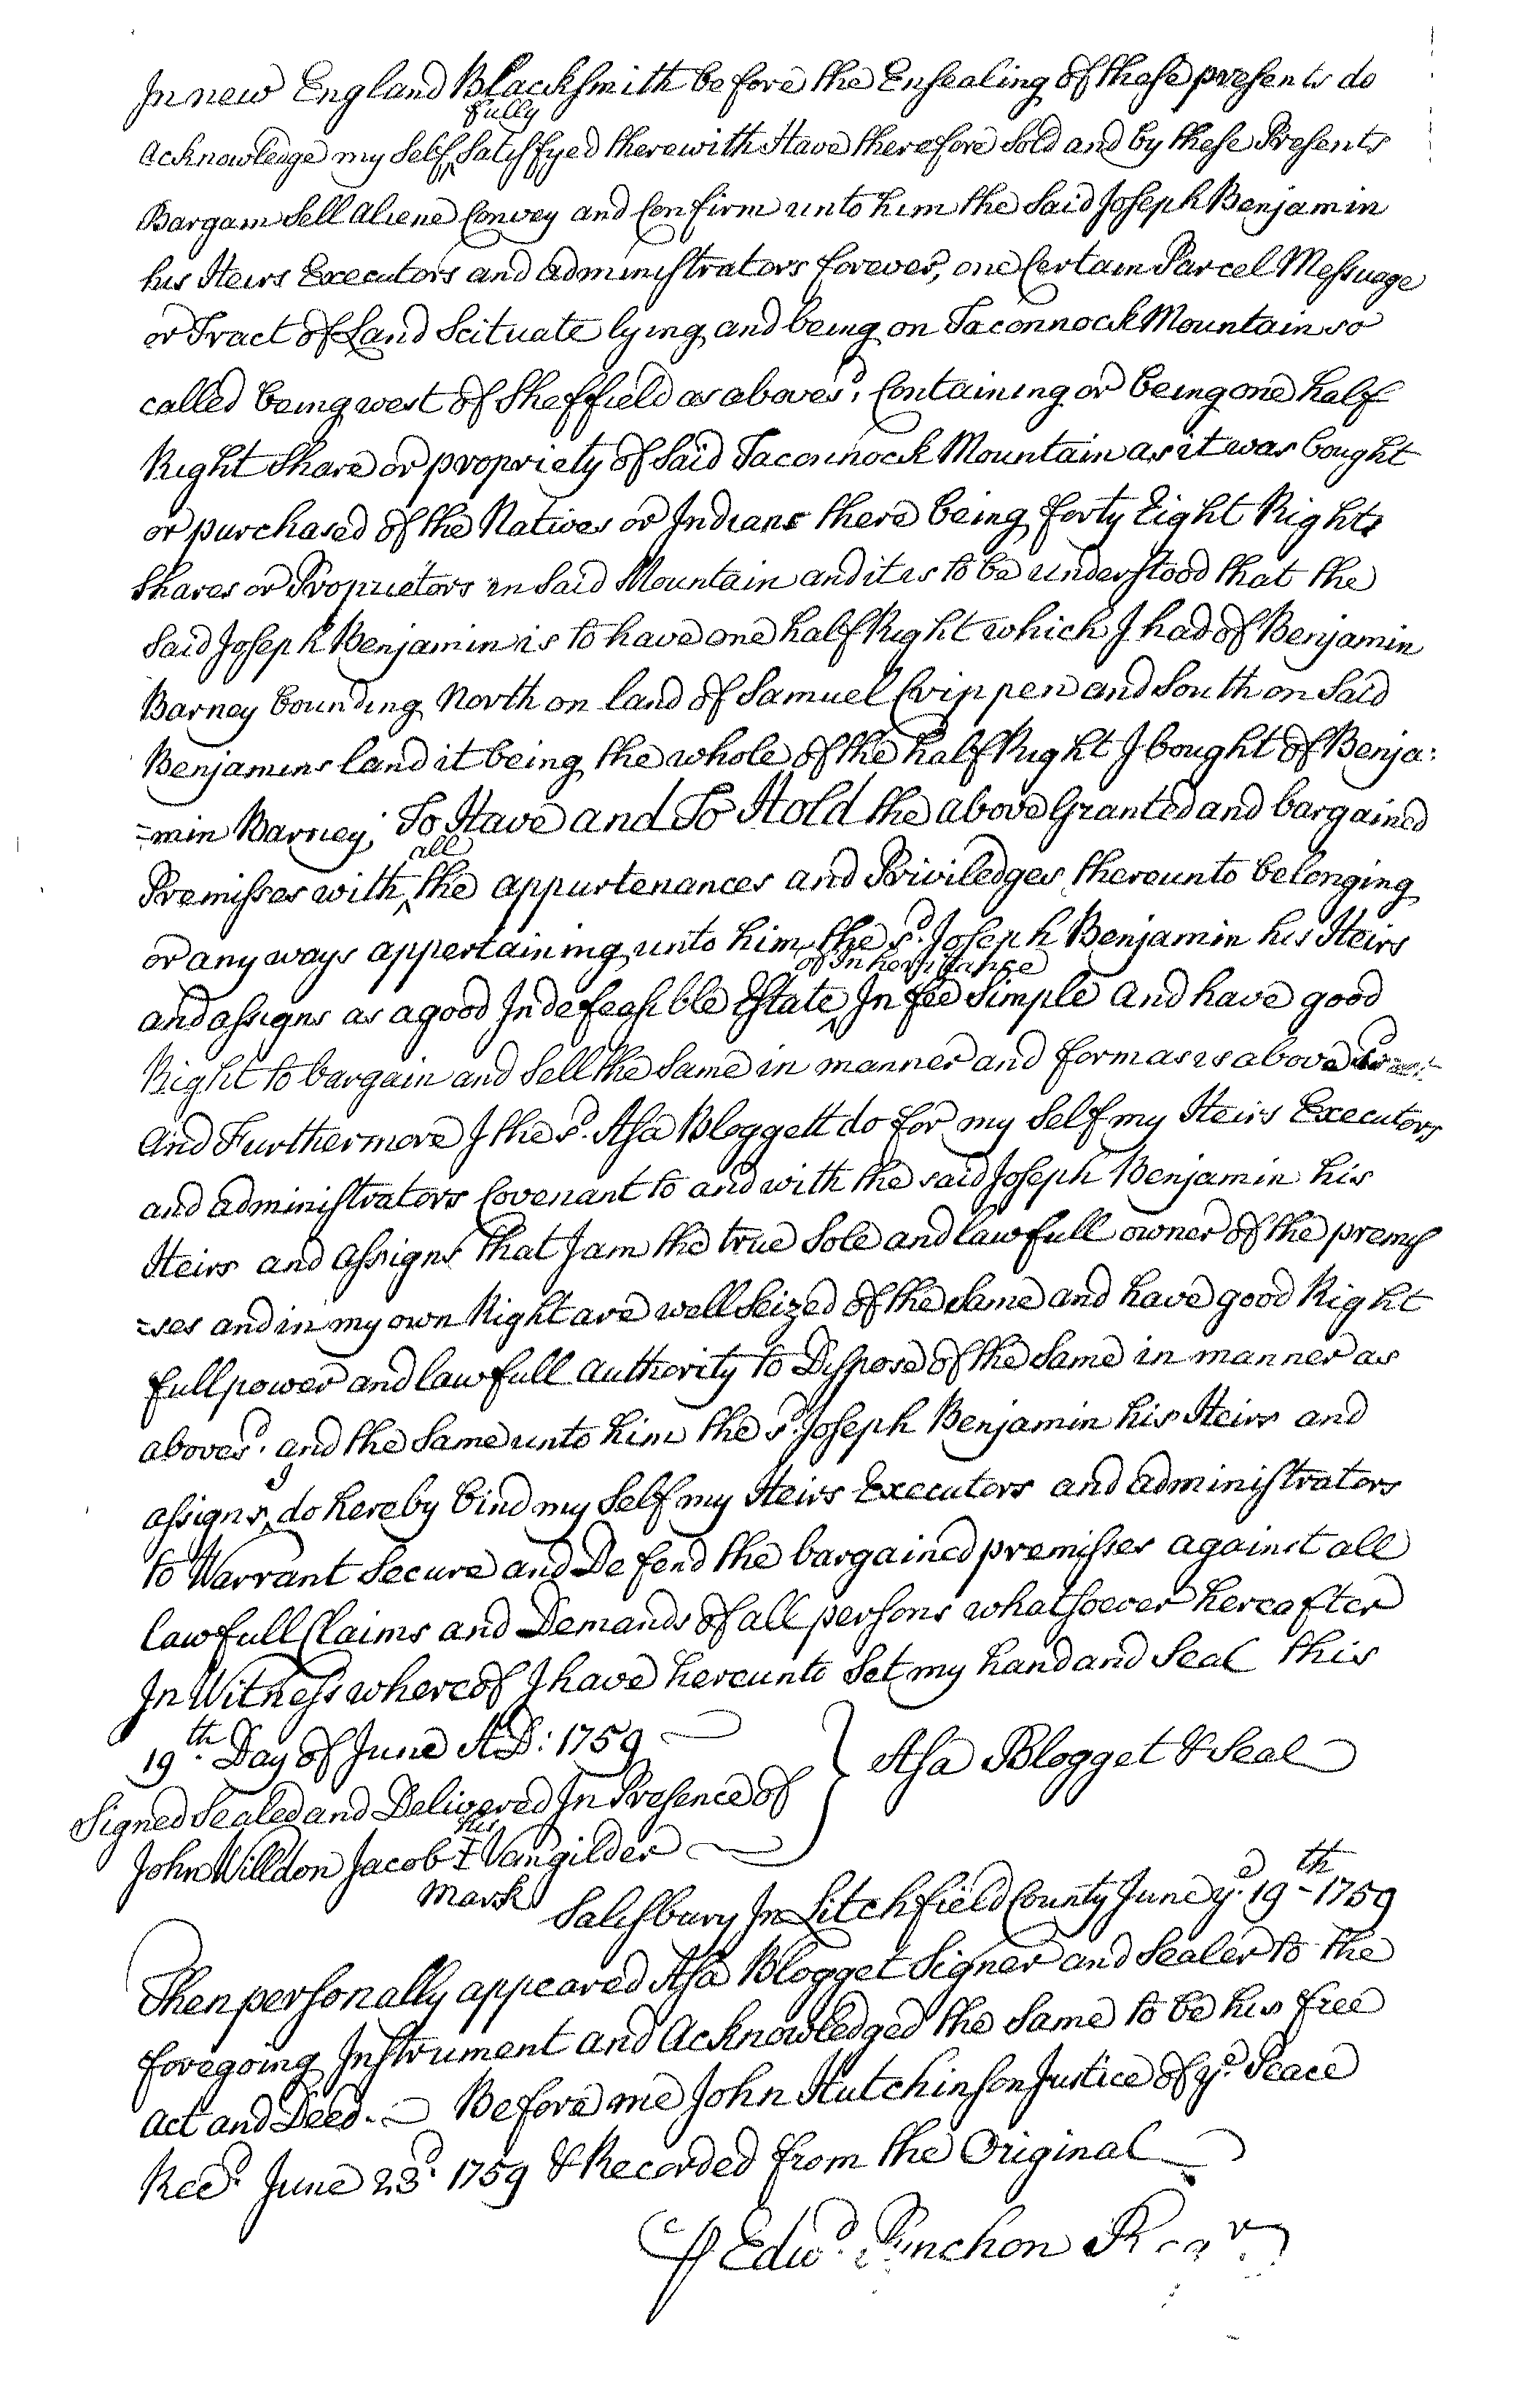 In new England Blacksmith before the Ensealing of these presents do
fully
Acknowledge my Self ^ Satisfyed therewith Have therefore Sold and by these Presents
Bargain Sell Aliene Convey and Confirm unto him the Said Joseph Benjamin
his Heirs Executors and administrators forever, one Certain Parcel Messuage
or Tract of Land Scituate lying and being on Taconnock Mountain so
called being west of Sheffield as aboves.d Containing or being one half
Right Share or propriety of Said Taconnock Mountain as it was bought
or purchased of the Natives or Indians there being forty Eight Rights
Shares or Proprietors in Said Mountain and it is to be understood that the
Said Joseph Benjamin is to have one half Right which I had of Benjamin
Barney bounding North on land of Samuel Crippen and South on Said
Benjamins land it being the whole of the half Right I bought of Benja:
=min Barney; To Have and To Hold the above Granted and bargained
all
Premisses with ^ the appurtenances and Priviledges thereunto belonging
or any ways appertaining unto him the s.d Joseph Benjamin his Heirs
of Inheritance
and assigns as a good Indefeasible Estate ^ In fee Simple And have good
Right to bargain and Sell the Same in manner and form as is above
And Furthermore I the s.d Asa Bloggett do for my Self my Heirs Executors
and administrators Covenant to and with the said Joseph Benjamin his
Heirs and assigns that I am the true Sole and lawfull owner of the premis
=ses and in my own Right are well Seized of the Same and have good Right
full power and lawfull authority to Dispose of the Same in manner as
aboves.d and the Same unto him the s.d Joseph Benjamin his Heirs and
I
assigns ^ do hereby bind my Self my Heirs Executors and administrators
to Warrant Secure and Defend the bargained premisses against all
lawfull Claims and Demands of all persons whatsoever hereafter
In Witness whereof I have hereunto Set my hand and Seal this
19.th Day of June A.D: 1759 } Asa Blogget & Seal
Signed Sealed and Delivered In Presence of
his
John Willdon Jacob I Vangilder
mark
Salisbury In Litchfield County June y.e 19th 1759
Then personally appeared Asa Blogget Signer and Sealer to the
foregoing Instrument and Acknowledged the Same to be his free
Act and Deed. Before me John Hutchinson Justice of y.e Peace
Rec.d June 23.d 1759 & Recorded from the Original
₱ Edw.d Pynchon Reg.r